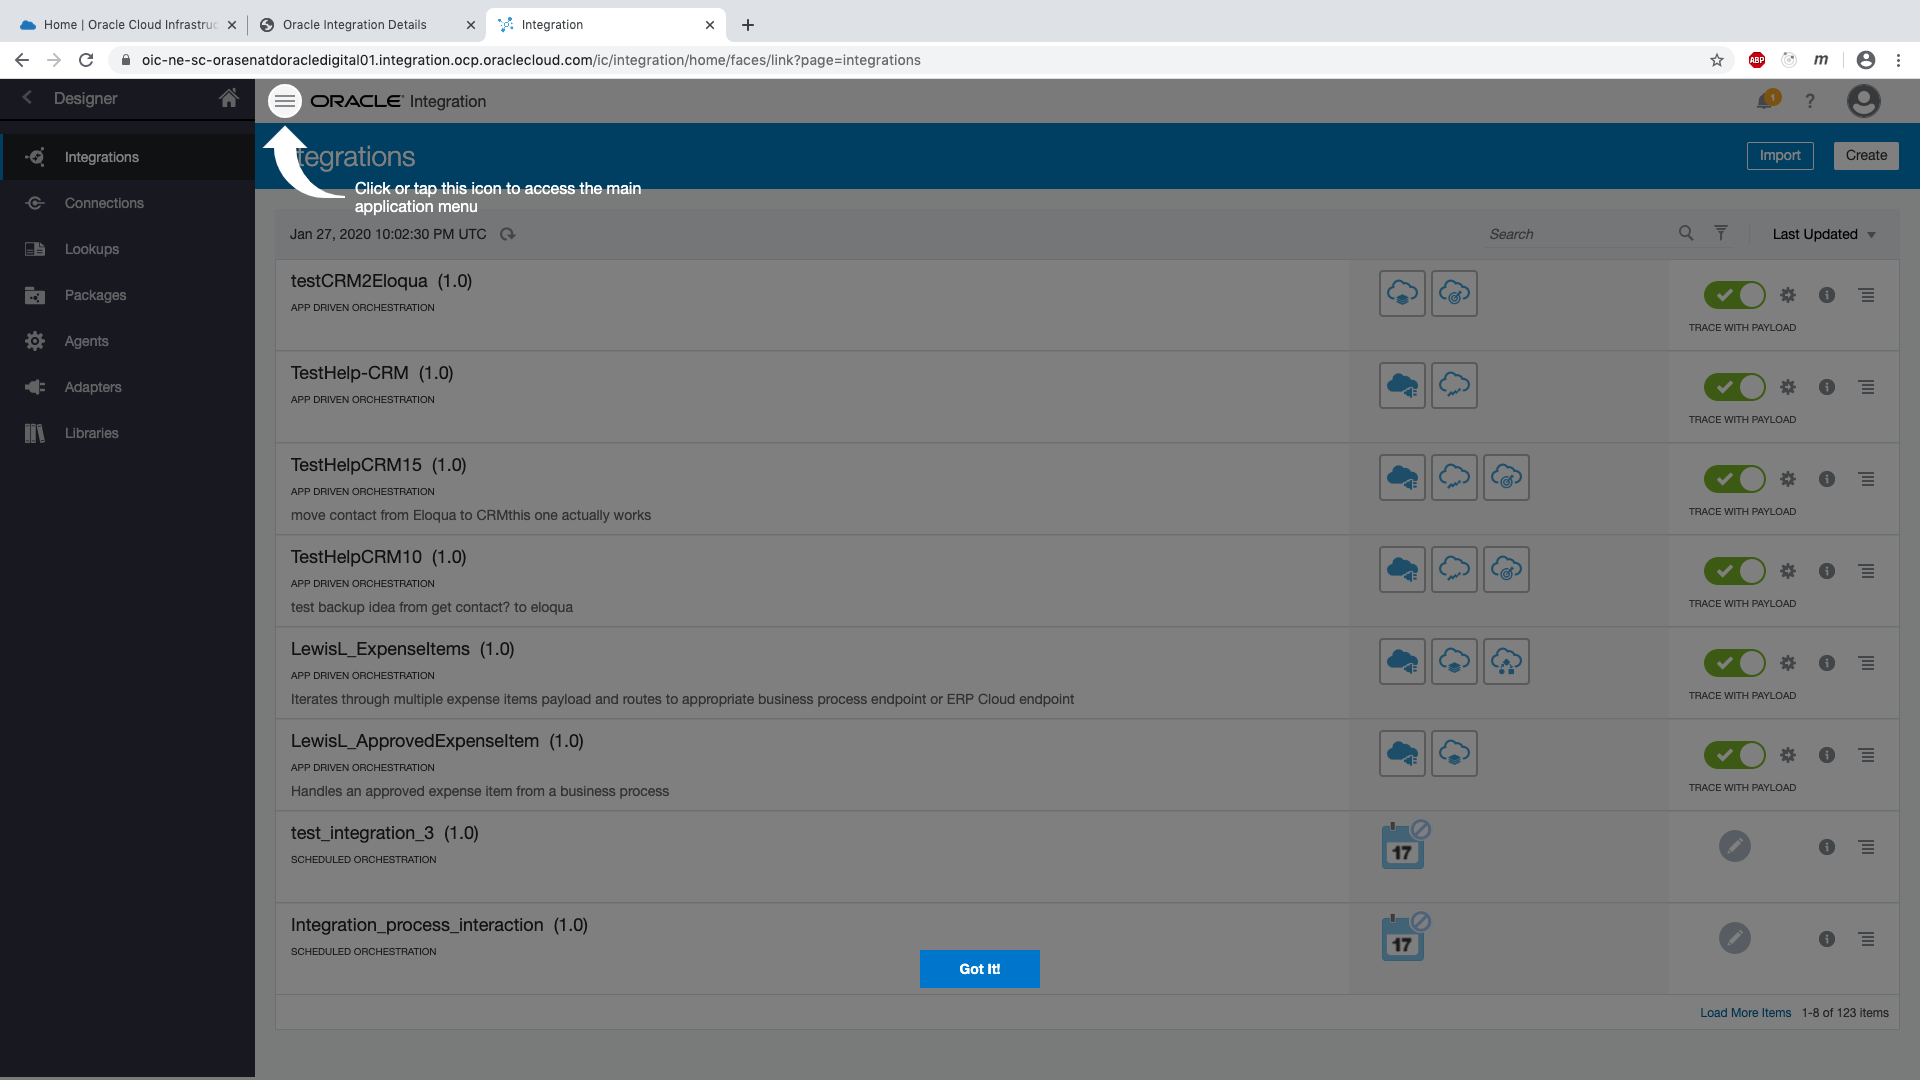 Home | Oracle Cloud Infrastruc
Oracle Integration Details
Integration
oic-ne-sc-orasenatdoracledigital01.integration.ocp.oraclecloud.com/ic/integration/home/faces/link?page=integrations
ABP
m
Designer
ORACLE Integration
1
?
Integrations
Connections
Lookups
Packages
Agents
Adapters
Libraries
tegrations
Import
Create
Click or tap this icon to access the main
application menu
Jan 27, 2020 10:02:30 PM UTC
Search
Last Updated
testCRM2Eloqua (1.0)
APP DRIVEN ORCHESTRATION
TRACE WITH PAYLOAD
TestHelp-CRM (1.0)
APP DRIVEN ORCHESTRATION
TRACE WITH PAYLOAD
TestHelpCRM15 (1.0)
APP DRIVEN ORCHESTRATION
move contact from Eloqua to CRMthis one actually works
TRACE WITH PAYLOAD
TestHelpCRM10 (1.0)
APP DRIVEN ORCHESTRATION
test backup idea from get contact? to eloqua
TRACE WITH PAYLOAD
LewisL_ExpenseItems (1.0)
APP DRIVEN ORCHESTRATION
Iterates through multiple expense items payload and routes to appropriate business process endpoint or ERP Cloud endpoint
TRACE WITH PAYLOAD
LewisL_ApprovedExpenseItem (1.0)
APP DRIVEN ORCHESTRATION
Handles an approved expense item from a business process
TRACE WITH PAYLOAD
test_integration_3 (1.0)
SCHEDULED ORCHESTRATION
17
Integration_process_interaction (1.0)
SCHEDULED ORCHESTRATION
17
Got It!
Load More Items 1-8 of 123 items